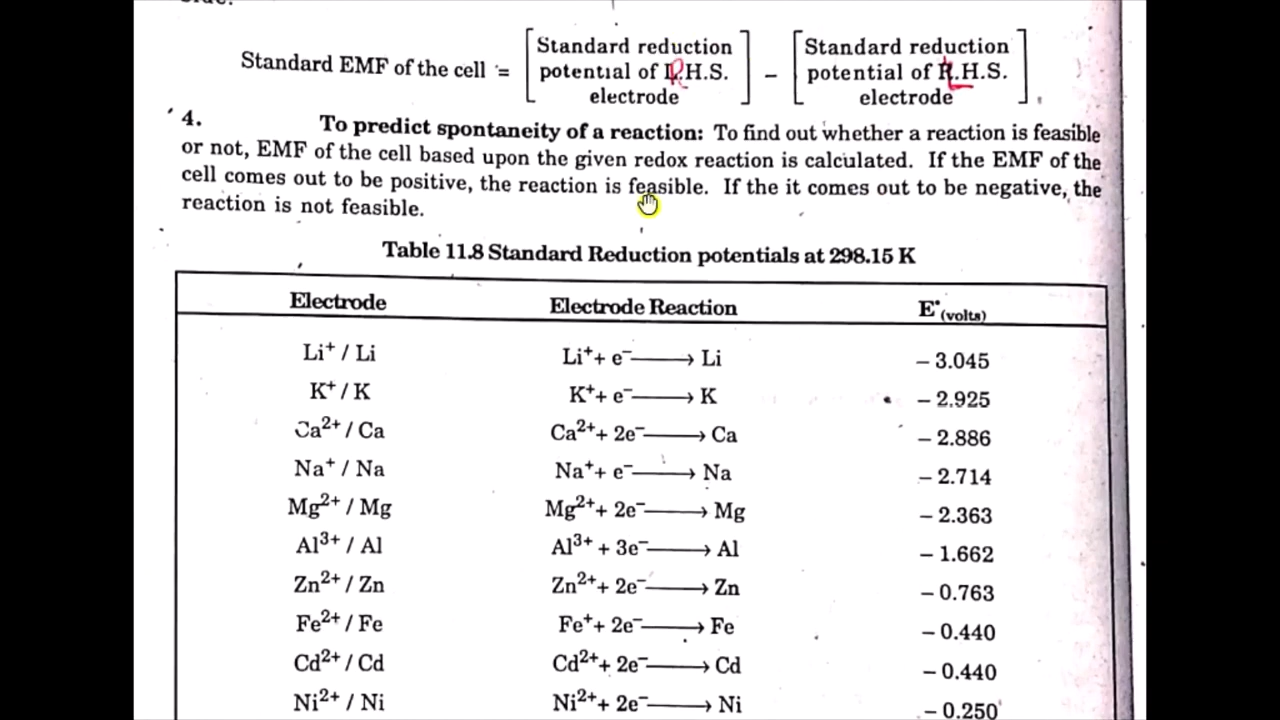 Standard EMF of the cell = [Standard reduction potential of R.H.S. electrode] – [Standard reduction potential of L.H.S. electrode].
4. To predict spontaneity of a reaction: To find out whether a reaction is feasible
or not, EMF of the cell based upon the given redox reaction is calculated. If the EMF of the
cell comes out to be positive, the reaction is feasible. If the it comes out to be negative, the
reaction is not feasible.
Table 11.8 Standard Reduction potentials at 298.15 K
Electrode Electrode Reaction E°(volts)
Li⁺ / Li Li⁺+ e⁻ ⟶ Li – 3.045
K⁺ / K K⁺+ e⁻ ⟶ K – 2.925
Ca²⁺ / Ca Ca²⁺+ 2e⁻ ⟶ Ca – 2.886
Na⁺ / Na Na⁺+ e⁻ ⟶ Na – 2.714
Mg²⁺ / Mg Mg²⁺+ 2e⁻ ⟶ Mg – 2.363
Al³⁺ / Al Al³⁺ + 3e⁻ ⟶ Al – 1.662
Zn²⁺ / Zn Zn²⁺+ 2e⁻ ⟶ Zn – 0.763
Fe²⁺ / Fe Fe⁺+ 2e⁻ ⟶ Fe – 0.440
Cd²⁺ / Cd Cd²⁺+ 2e⁻ ⟶ Cd – 0.440
Ni²⁺ / Ni Ni²⁺+ 2e⁻ ⟶ Ni – 0.250